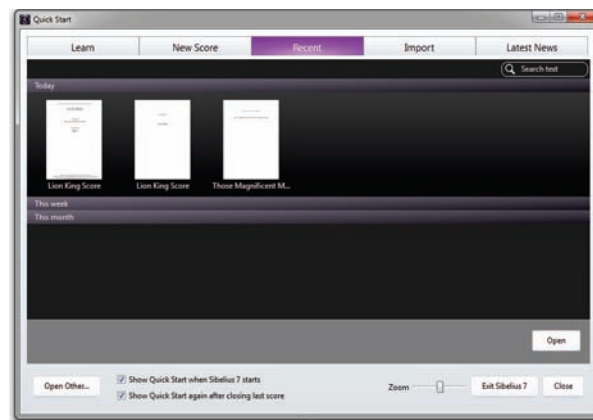 Quick Start
Learn New Score Recent Import Latest News
Search text
Today
Lion King Score Lion King Score Those Magnificent M...
This week
This month
Open
Open Other... Show Quick Start when Sibelius 7 starts Zoom Exit Sibelius 7 Close
Show Quick Start again after closing last score